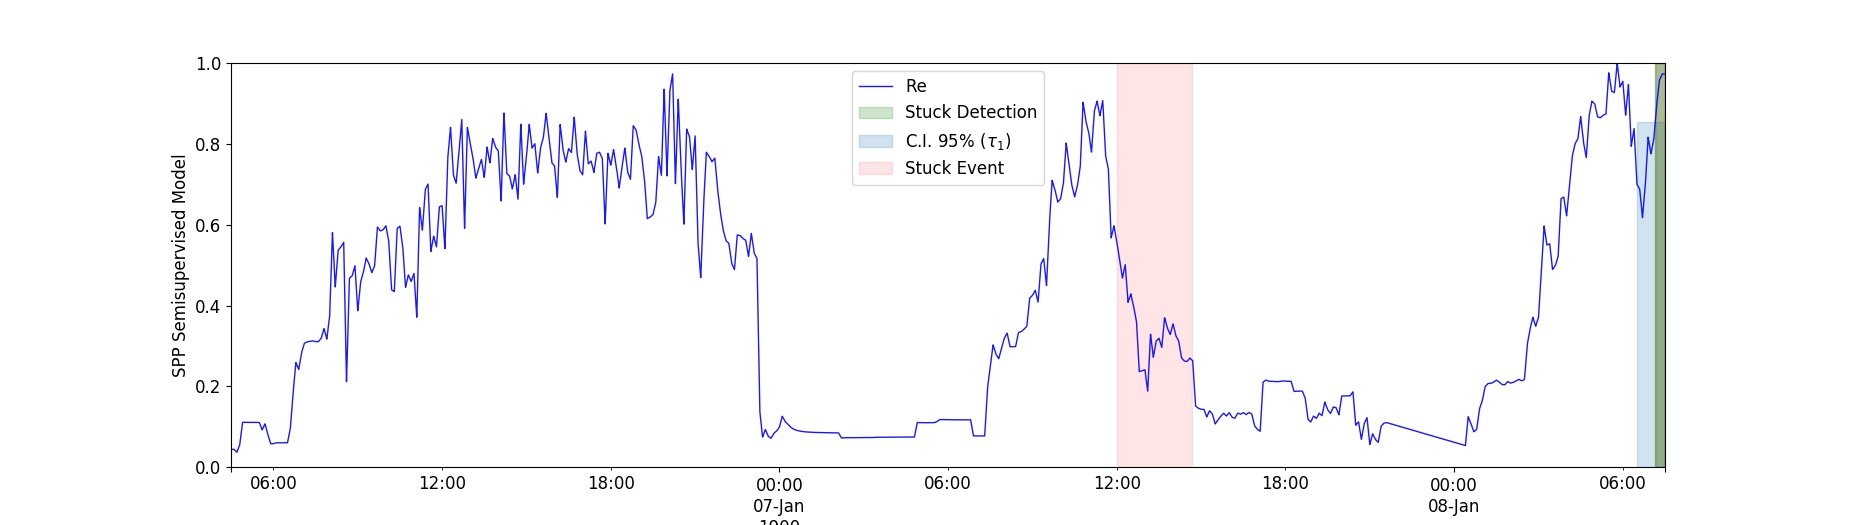 SPP Semisupervised Model
1.0
0.8
0.6
0.4
0.2
0.0
Re
Stuck Detection
C.I. 95% (τ₁)
Stuck Event
06:00 12:00 18:00 00:00 06:00 12:00 18:00 00:00 06:00
07-Jan 08-Jan
1900